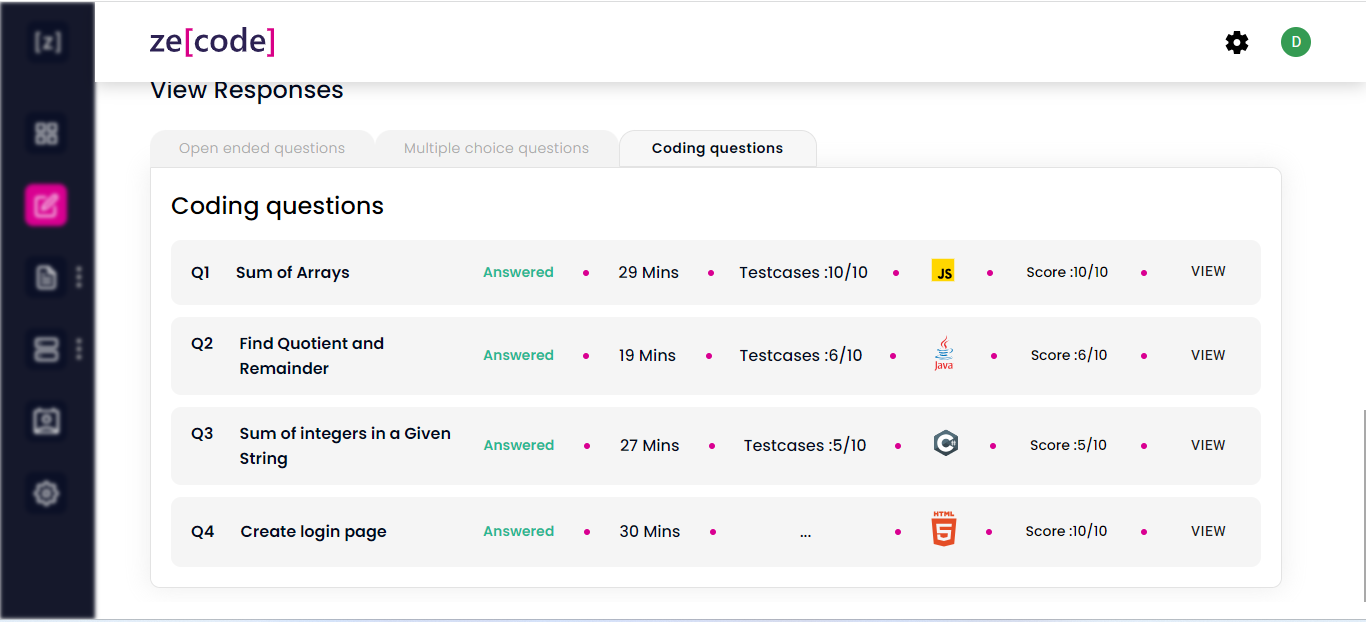 [z]
ze[code]
D
View Responses
Open ended questions
Multiple choice questions
Coding questions
Coding questions
Q1 Sum of Arrays Answered 29 Mins Testcases :10/10 JS Score :10/10 VIEW
Q2 Find Quotient and
Remainder Answered 19 Mins Testcases :6/10 Java Score :6/10 VIEW
Q3 Sum of integers in a Given
String Answered 27 Mins Testcases :5/10 C# Score :5/10 VIEW
Q4 Create login page Answered 30 Mins ... HTML 5 Score :10/10 VIEW